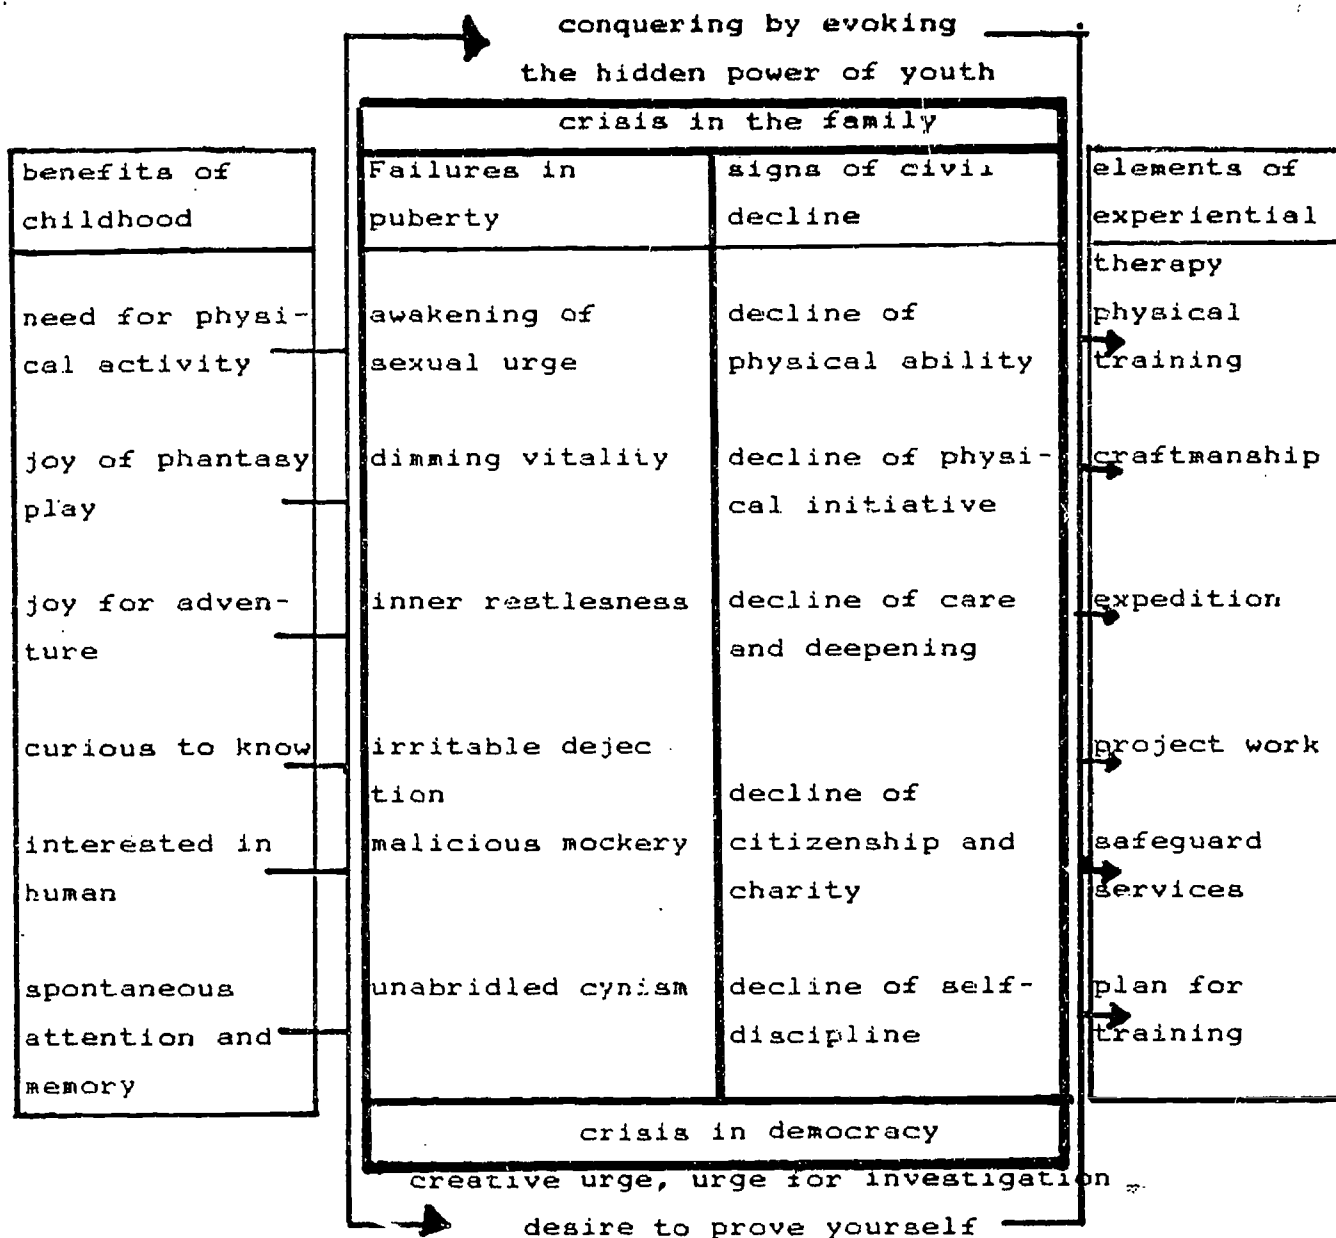 conquering by evoking
the hidden power of youth
crisis in the family
benefits of
childhood
need for physi-
cal activity
joy of phantasy
play
joy for adven-
ture
curious to know
interested in
human
spontaneous
attention and
memory
Failures in
puberty
awakening of
sexual urge
dimming vitality
inner restlesness
irritable dejec
tion
malicious mockery
unabridled cynism
signs of civil
decline
decline of
physical ability
decline of physi-
cal initiative
decline of care
and deepening
decline of
citizenship and
charity
decline of self-
discipline
elements of
experiential
therapy
physical
training
craftmanship
expedition
project work
safeguard
services
plan for
training
crisis in democracy
creative urge, urge for investigation
desire to prove yourself